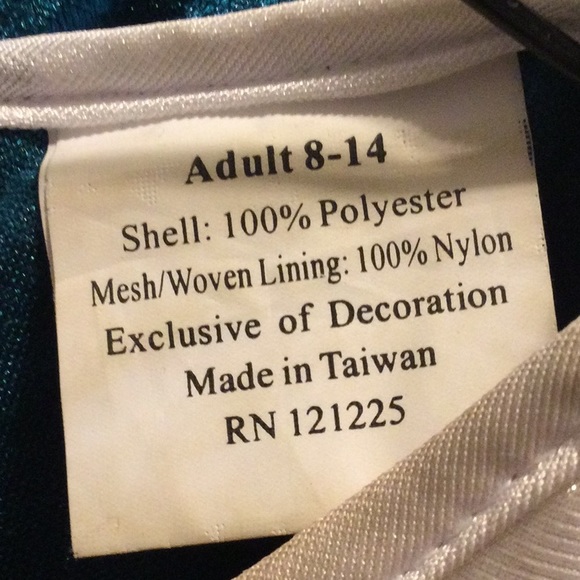 Adult 8-14
Shell: 100% Polyester
Mesh/Woven Lining: 100% Nylon
Exclusive of Decoration
Made in Taiwan
RN 121225